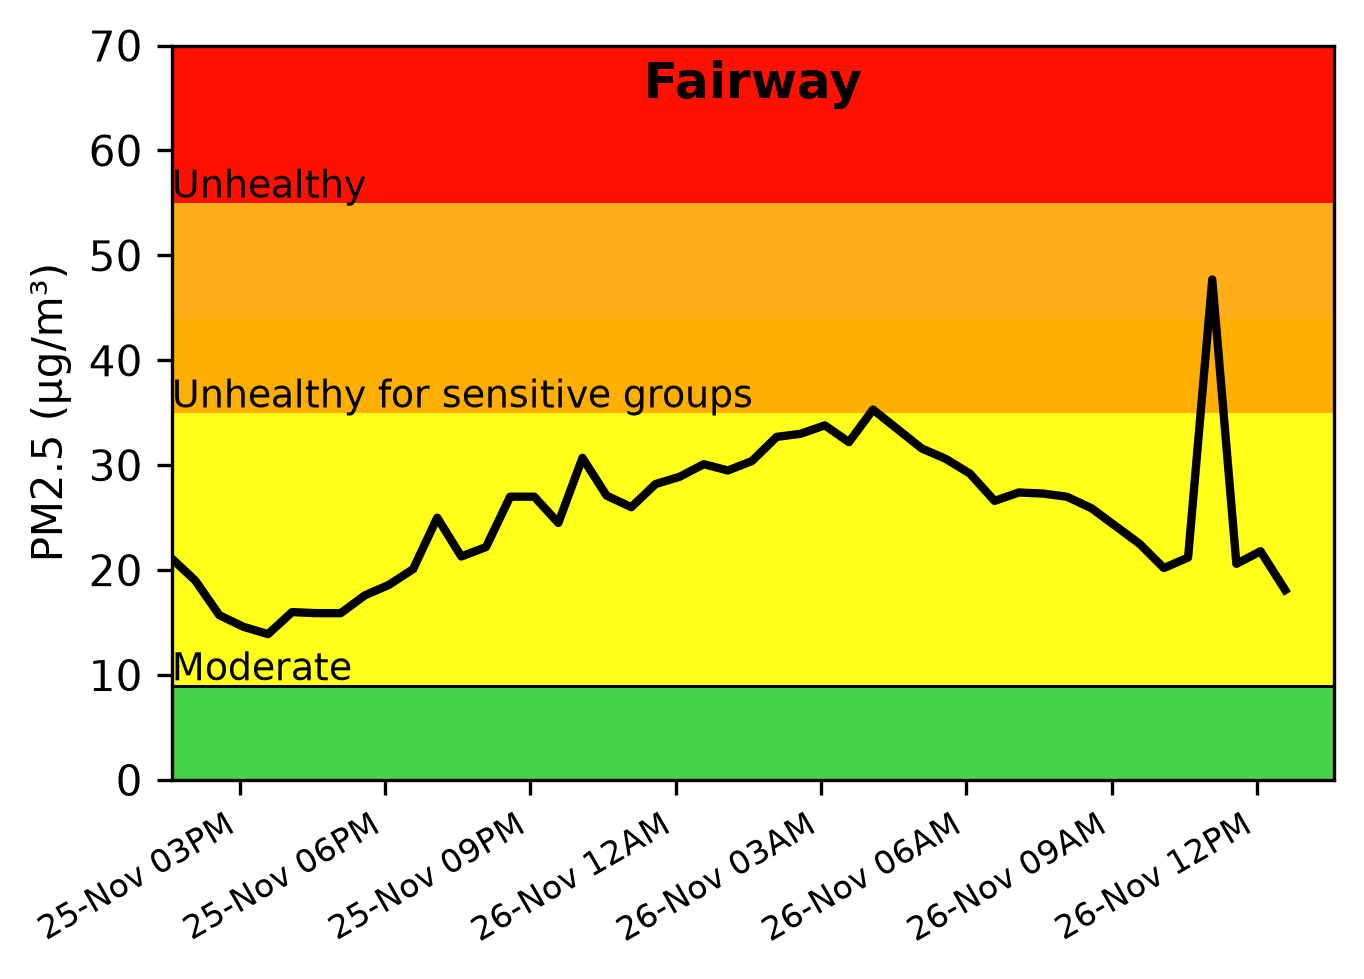 Fairway
70
60
50
40
30
20
10
0
PM2.5 (µg/m³)
Unhealthy
Unhealthy for sensitive groups
Moderate
25-Nov 03PM
25-Nov 06PM
25-Nov 09PM
26-Nov 12AM
26-Nov 03AM
26-Nov 06AM
26-Nov 09AM
26-Nov 12PM